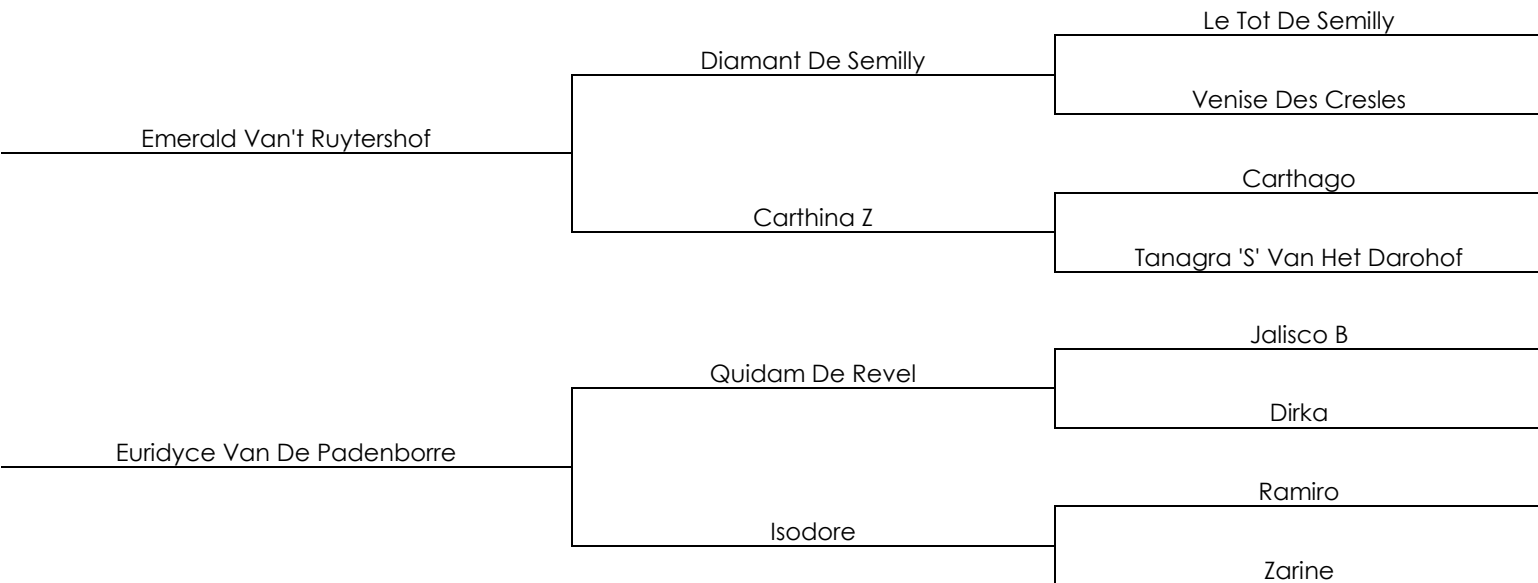 Le Tot De Semilly
Diamant De Semilly
Venise Des Cresles
Emerald Van't Ruytershof
Carthago
Carthina Z
Tanagra 'S' Van Het Darohof
Jalisco B
Quidam De Revel
Dirka
Euridyce Van De Padenborre
Ramiro
Isodore
Zarine